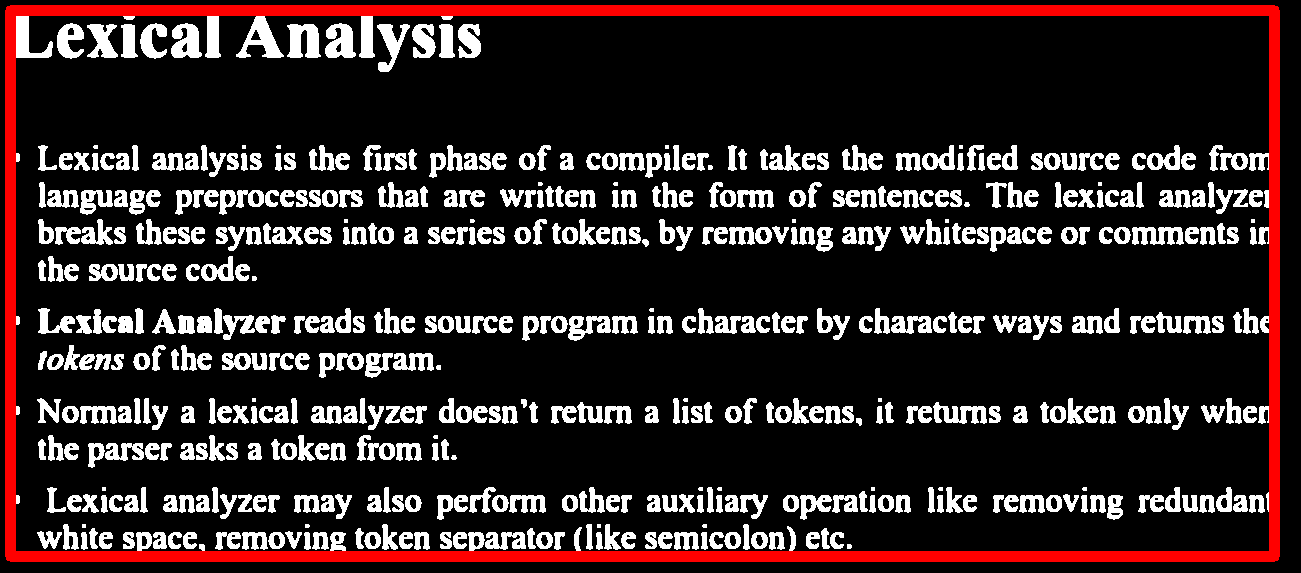 Lexical Analysis
• Lexical analysis is the first phase of a compiler. It takes the modified source code from
language preprocessors that are written in the form of sentences. The lexical analyzer
breaks these syntaxes into a series of tokens, by removing any whitespace or comments in
the source code.
• Lexical Analyzer reads the source program in character by character ways and returns the
tokens of the source program.
• Normally a lexical analyzer doesn't return a list of tokens, it returns a token only when
the parser asks a token from it.
• Lexical analyzer may also perform other auxiliary operation like removing redundant
white space, removing token separator (like semicolon) etc.